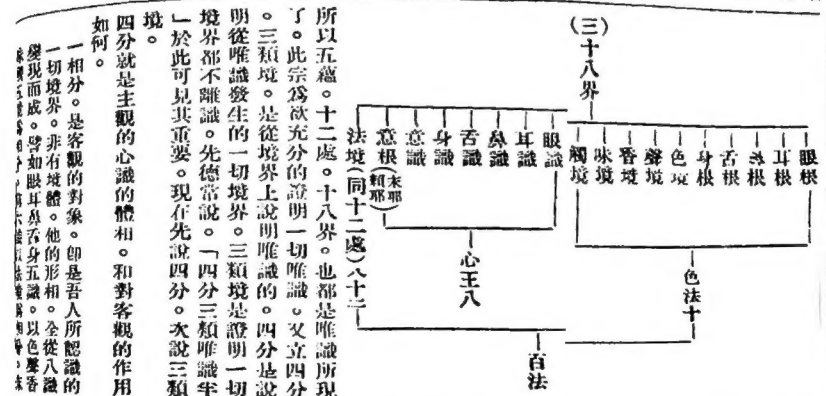 (三)十八界
眼根
耳根
鼻根
舌根
身根
色境
聲境
香境
味境
觸境
眼識
耳識
鼻識
舌識
身識
意識
意根(末耶 賴耶)
法境(同十二處)八十二
色法十
心王八
百法
所以五蘊。十二處。十八界。也都是唯識所現
了。此宗爲欲充分的證明一切唯識。又立四分
。三類境。是從境界上說明唯識的。四分是說
明從唯識發生的一切境界。三類境是證明一切
境界都不離識。先德常說。「四分三類唯識半
」於此可見其重要。現在先說四分。次說三類
境。
四分就是主觀的心識的體相。和對客觀的作用
如何。
一相分。是客觀的對象。卽是吾人所認識的
一切境界。非有境體。他的形相。全從八識
變現而成。譬如眼耳鼻舌身五識。以色聲香